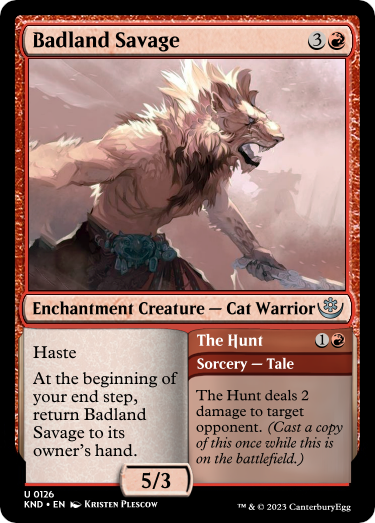 Badland Savage
3
Enchantment Creature — Cat Warrior
Haste
At the beginning of
your end step,
return Badland
Savage to its
owner's hand.
The Hunt
1
Sorcery — Tale
The Hunt deals 2
damage to target
opponent. (Cast a copy
of this once while this is
on the battlefield.)
5/3
U 0126
KND • EN Kristen Plescow
™ & © 2023 CanterburyEgg